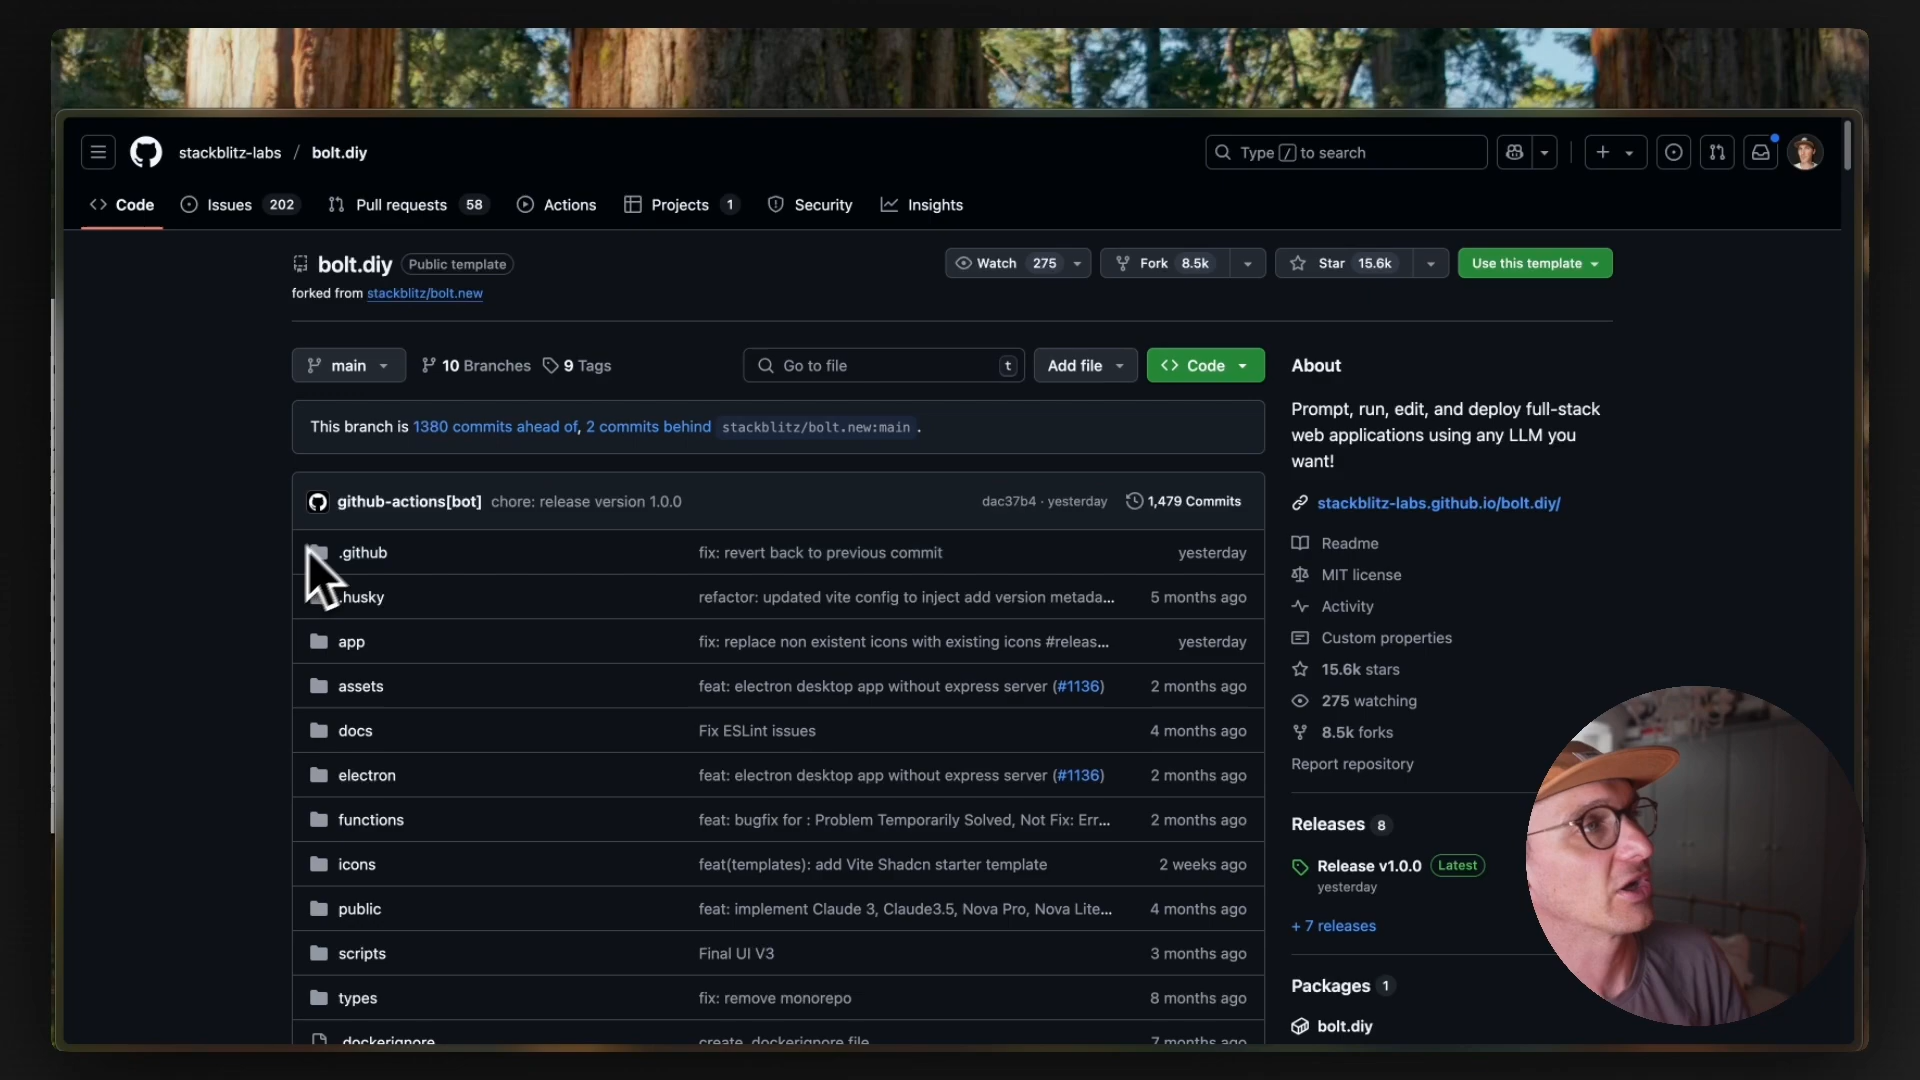 stackblitz-labs / bolt.diy
Type / to search
Code
Issues 202
Pull requests 58
Actions
Projects 1
Security
Insights
bolt.diy Public template
Watch 275
Fork 8.5k
Star 15.6k
Use this template
forked from stackblitz/bolt.new
main
10 Branches
9 Tags
Go to file t
Add file
Code
This branch is 1380 commits ahead of, 2 commits behind stackblitz/bolt.new:main .
github-actions[bot] chore: release version 1.0.0 dac37b4 · yesterday 1,479 Commits
.github fix: revert back to previous commit yesterday
.husky refactor: updated vite config to inject add version metada... 5 months ago
app fix: replace non existent icons with existing icons #releas... yesterday
assets feat: electron desktop app without express server (#1136) 2 months ago
docs Fix ESLint issues 4 months ago
electron feat: electron desktop app without express server (#1136) 2 months ago
functions feat: bugfix for : Problem Temporarily Solved, Not Fix: Err... 2 months ago
icons feat(templates): add Vite Shadcn starter template 2 weeks ago
public feat: implement Claude 3, Claude3.5, Nova Pro, Nova Lite... 4 months ago
scripts Final UI V3 3 months ago
types fix: remove monorepo 8 months ago
.dockerignore create .dockerignore file 7 months ago
About
Prompt, run, edit, and deploy full-stack
web applications using any LLM you
want!
stackblitz-labs.github.io/bolt.diy/
Readme
MIT license
Activity
Custom properties
15.6k stars
275 watching
8.5k forks
Report repository
Releases 8
Release v1.0.0 Latest
yesterday
+ 7 releases
Packages 1
bolt.diy